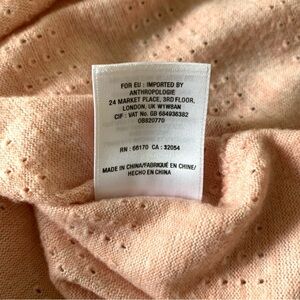 FOR EU : IMPORTED BY
ANTHROPOLOGIE
24 MARKET PLACE, 3RD FLOOR,
LONDON, UK W1W8AN
CIF : VAT No. GB 684936382
OB820770
RN : 66170 CA : 32054
MADE IN CHINA/FABRIQUÉ EN CHINE/
HECHO EN CHINA